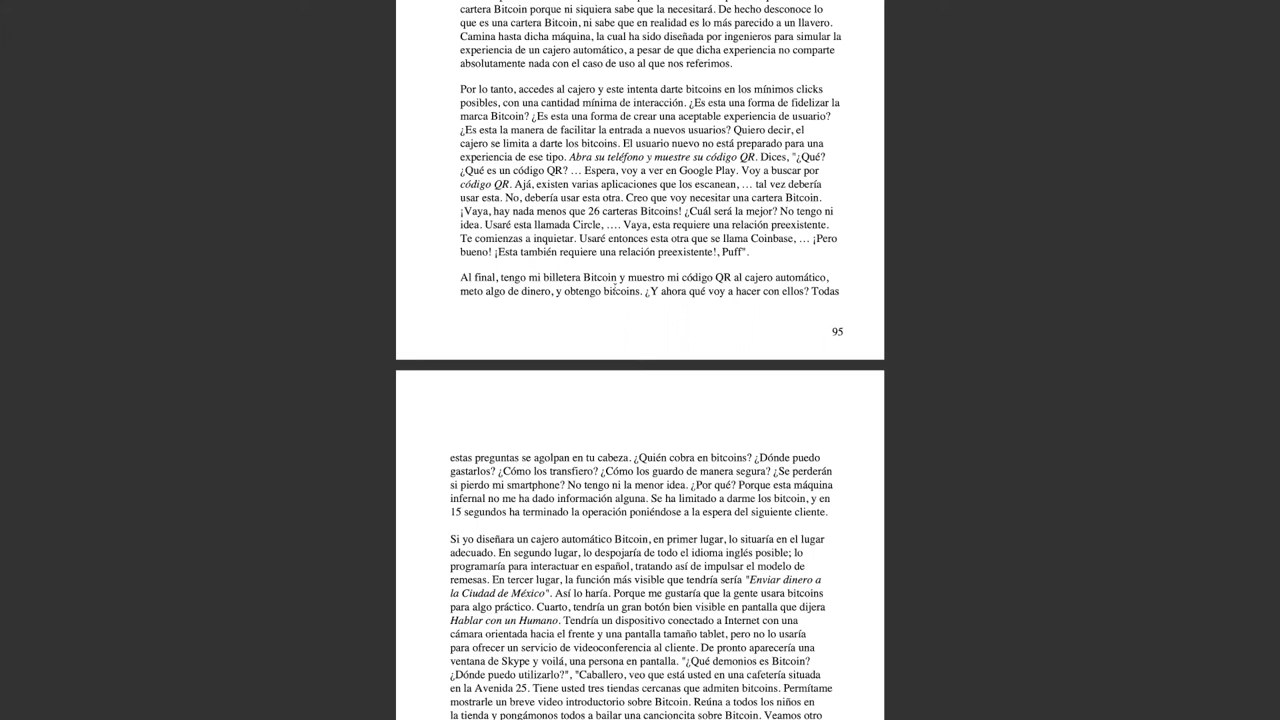 cartera Bitcoin porque ni siquiera sabe que la necesitará. De hecho desconoce lo
que es una cartera Bitcoin, ni sabe que en realidad es lo más parecido a un llavero.
Camina hasta dicha máquina, la cual ha sido diseñada por ingenieros para simular la
experiencia de un cajero automático, a pesar de que dicha experiencia no comparte
absolutamente nada con el caso de uso al que nos referimos.
Por lo tanto, accedes al cajero y este intenta darte bitcoins en los mínimos clicks
posibles, con una cantidad mínima de interacción. ¿Es esta una forma de fidelizar la
marca Bitcoin? ¿Es esta una forma de crear una aceptable experiencia de usuario?
¿Es esta la manera de facilitar la entrada a nuevos usuarios? Quiero decir, el
cajero se limita a darte los bitcoins. El usuario nuevo no está preparado para una
experiencia de ese tipo. Abra su teléfono y muestre su código QR. Dices, "¿Qué?
¿Qué es un código QR? … Espera, voy a ver en Google Play. Voy a buscar por
código QR. Ajá, existen varias aplicaciones que los escanean, … tal vez debería
usar esta. No, debería usar esta otra. Creo que voy necesitar una cartera Bitcoin.
¡Vaya, hay nada menos que 26 carteras Bitcoins! ¿Cuál será la mejor? No tengo ni
idea. Usaré esta llamada Circle, …. Vaya, esta requiere una relación preexistente.
Te comienzas a inquietar. Usaré entonces esta otra que se llama Coinbase, … ¡Pero
bueno! ¡Esta también requiere una relación preexistente!, Puff".
Al final, tengo mi billetera Bitcoin y muestro mi código QR al cajero automático,
meto algo de dinero, y obtengo bitcoins. ¿Y ahora qué voy a hacer con ellos? Todas
95
estas preguntas se agolpan en tu cabeza. ¿Quién cobra en bitcoins? ¿Dónde puedo
gastarlos? ¿Cómo los transfiero? ¿Cómo los guardo de manera segura? ¿Se perderán
si pierdo mi smartphone? No tengo ni la menor idea. ¿Por qué? Porque esta máquina
infernal no me ha dado información alguna. Se ha limitado a darme los bitcoin, y en
15 segundos ha terminado la operación poniéndose a la espera del siguiente cliente.
Si yo diseñara un cajero automático Bitcoin, en primer lugar, lo situaría en el lugar
adecuado. En segundo lugar, lo despojaría de todo el idioma inglés posible; lo
programaría para interactuar en español, tratando así de impulsar el modelo de
remesas. En tercer lugar, la función más visible que tendría sería "Enviar dinero a
la Ciudad de México". Así lo haría. Porque me gustaría que la gente usara bitcoins
para algo práctico. Cuarto, tendría un gran botón bien visible en pantalla que dijera
Hablar con un Humano. Tendría un dispositivo conectado a Internet con una
cámara orientada hacia el frente y una pantalla tamaño tablet, pero no lo usaría
para ofrecer un servicio de videoconferencia al cliente. De pronto aparecería una
ventana de Skype y voilá, una persona en pantalla. "¿Qué demonios es Bitcoin?
¿Dónde puedo utilizarlo?", "Caballero, veo que está usted en una cafetería situada
en la Avenida 25. Tiene usted tres tiendas cercanas que admiten bitcoins. Permítame
mostrarle un breve video introductorio sobre Bitcoin. Reúna a todos los niños en
la tienda y pongámonos todos a bailar una cancioncita sobre Bitcoin. Veamos otro